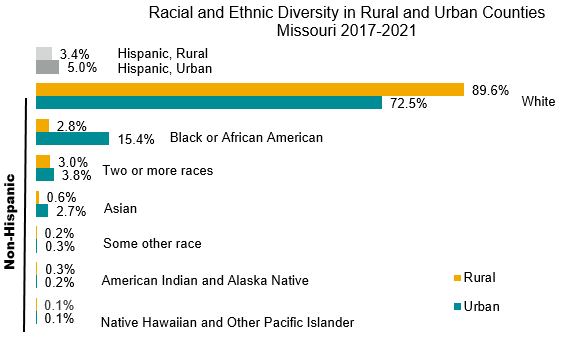 Racial and Ethnic Diversity in Rural and Urban Counties
Missouri 2017-2021
3.4% Hispanic, Rural
5.0% Hispanic, Urban
89.6%
72.5% White
2.8%
15.4% Black or African American
3.0%
3.8% Two or more races
0.6%
2.7% Asian
0.2%
0.3% Some other race
0.3%
0.2% American Indian and Alaska Native
0.1%
0.1% Native Hawaiian and Other Pacific Islander
Non-Hispanic
Rural
Urban